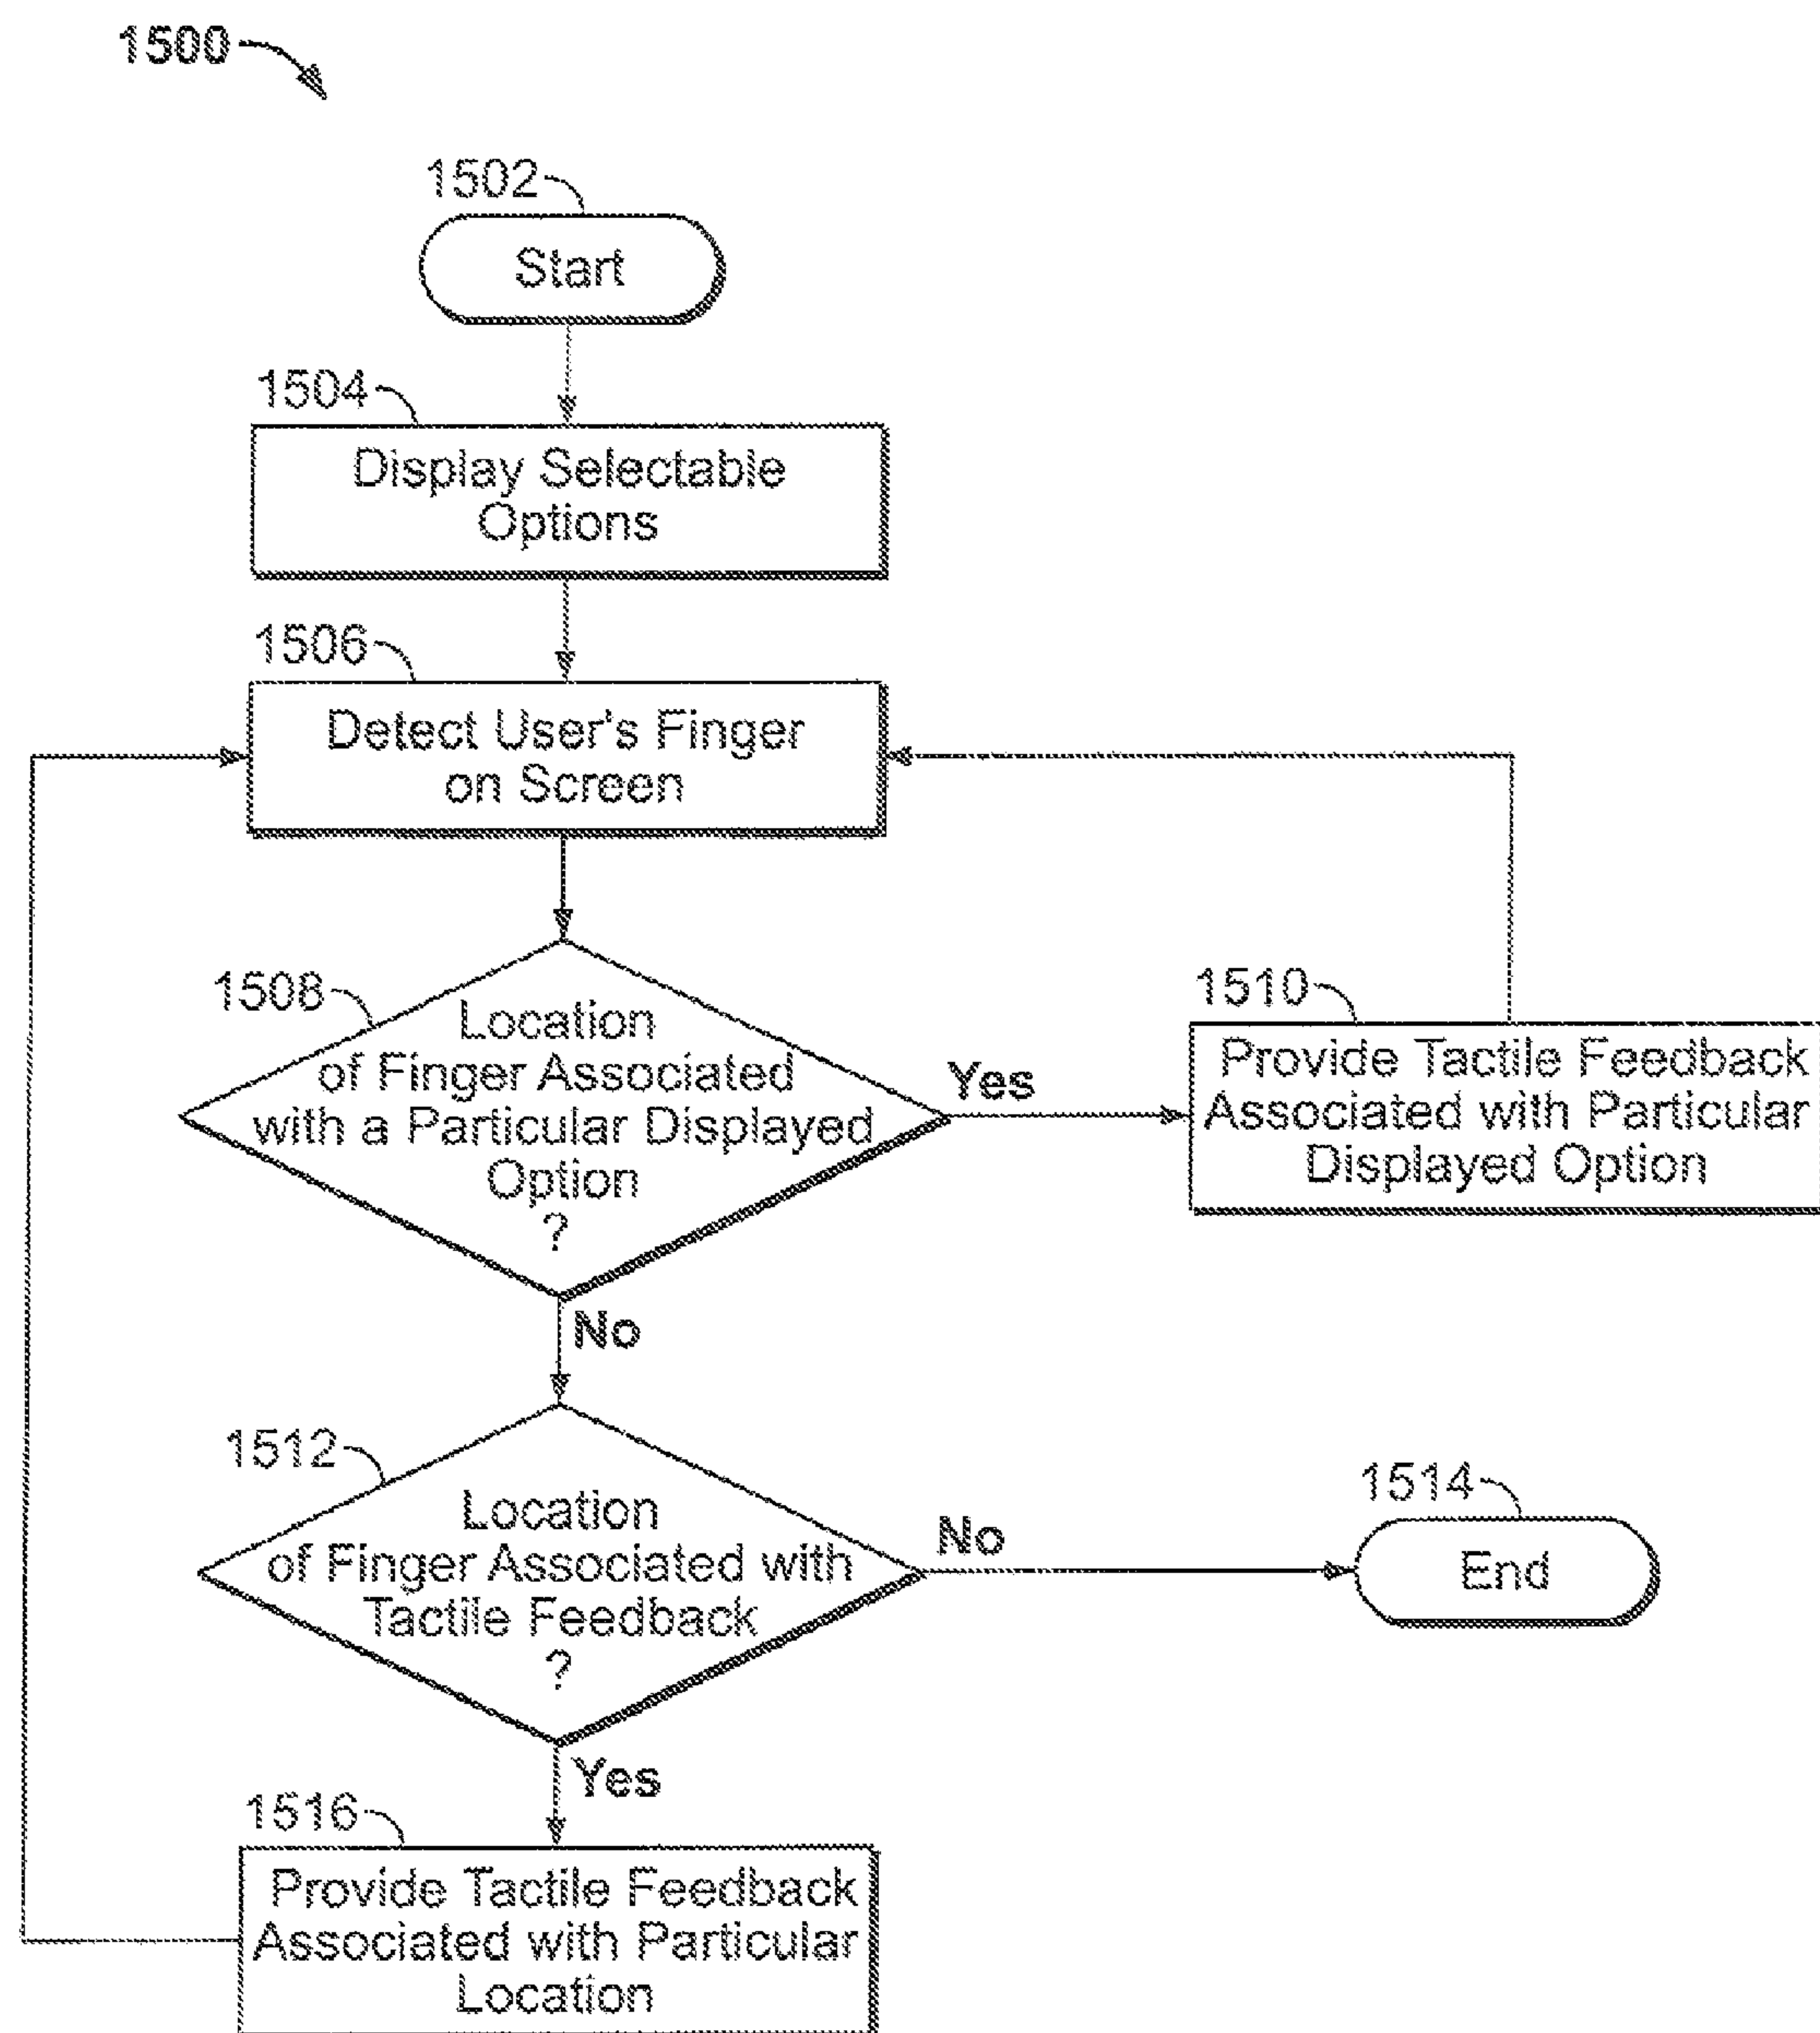 1500
1502
Start
1504
Display Selectable
Options
1506
Detect User's Finger
on Screen
1508
Location
of Finger Associated
with a Particular Displayed
Option
?
Yes
1510
Provide Tactile Feedback
Associated with Particular
Displayed Option
No
1512
Location
of Finger Associated with
Tactile Feedback
?
No
1514
End
Yes
1516
Provide Tactile Feedback
Associated with Particular
Location